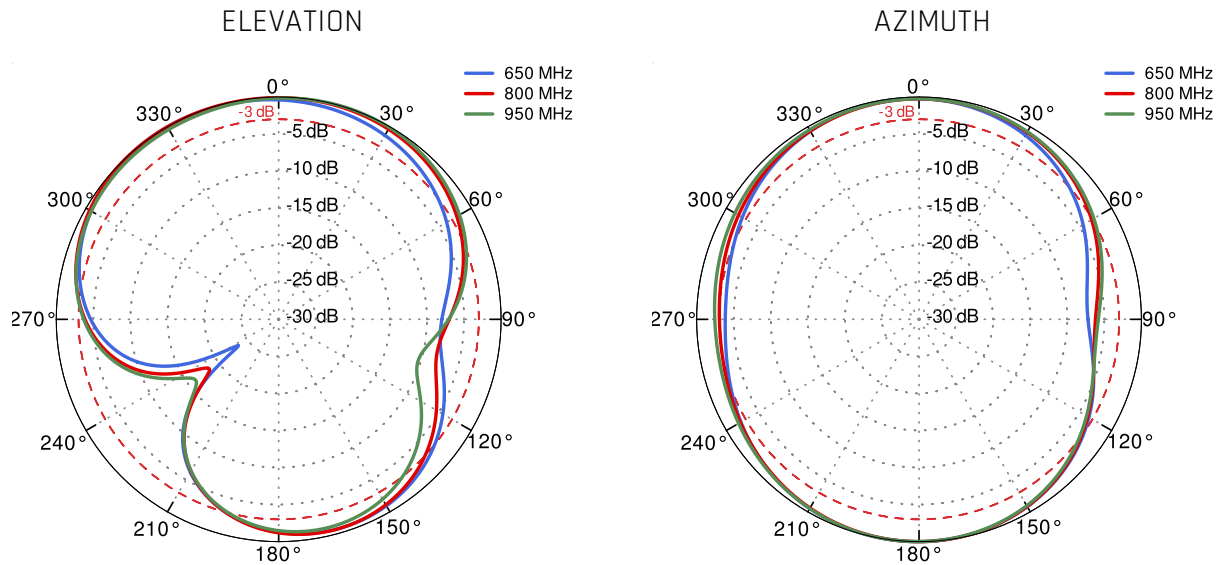 ELEVATION
650 MHz
800 MHz
950 MHz
0°
30°
60°
90°
120°
150°
180°
210°
240°
270°
300°
330°
-3 dB
-5 dB
-10 dB
-15 dB
-20 dB
-25 dB
-30 dB
AZIMUTH
650 MHz
800 MHz
950 MHz
0°
30°
60°
90°
120°
150°
180°
210°
240°
270°
300°
330°
-3 dB
-5 dB
-10 dB
-15 dB
-20 dB
-25 dB
-30 dB